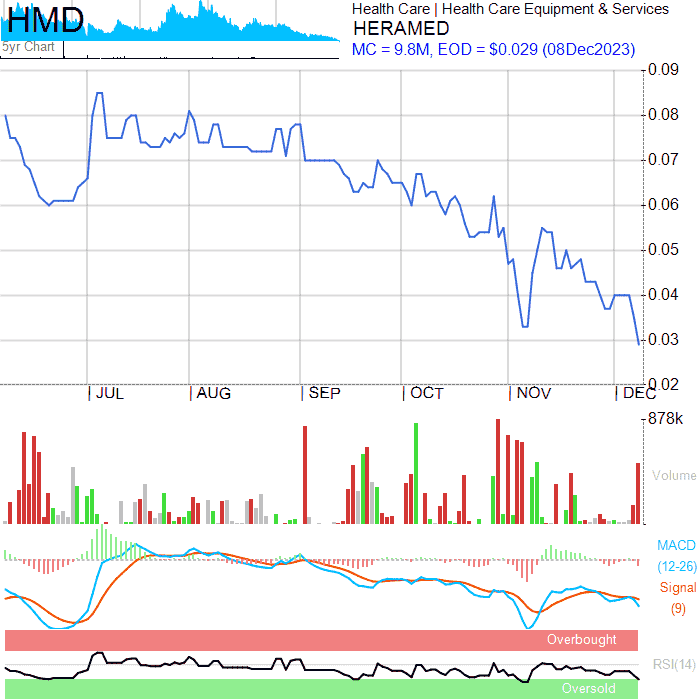 HMD
5yr Chart
Health Care | Health Care Equipment & Services
HERAMED
MC = 9.8M, EOD = $0.029 (08Dec2023)
0.09
0.08
0.07
0.06
0.05
0.04
0.03
0.02
JUL AUG SEP OCT NOV DEC
878k
Volume
MACD
(12-26)
Signal
(9)
Overbought
RSI(14)
Oversold